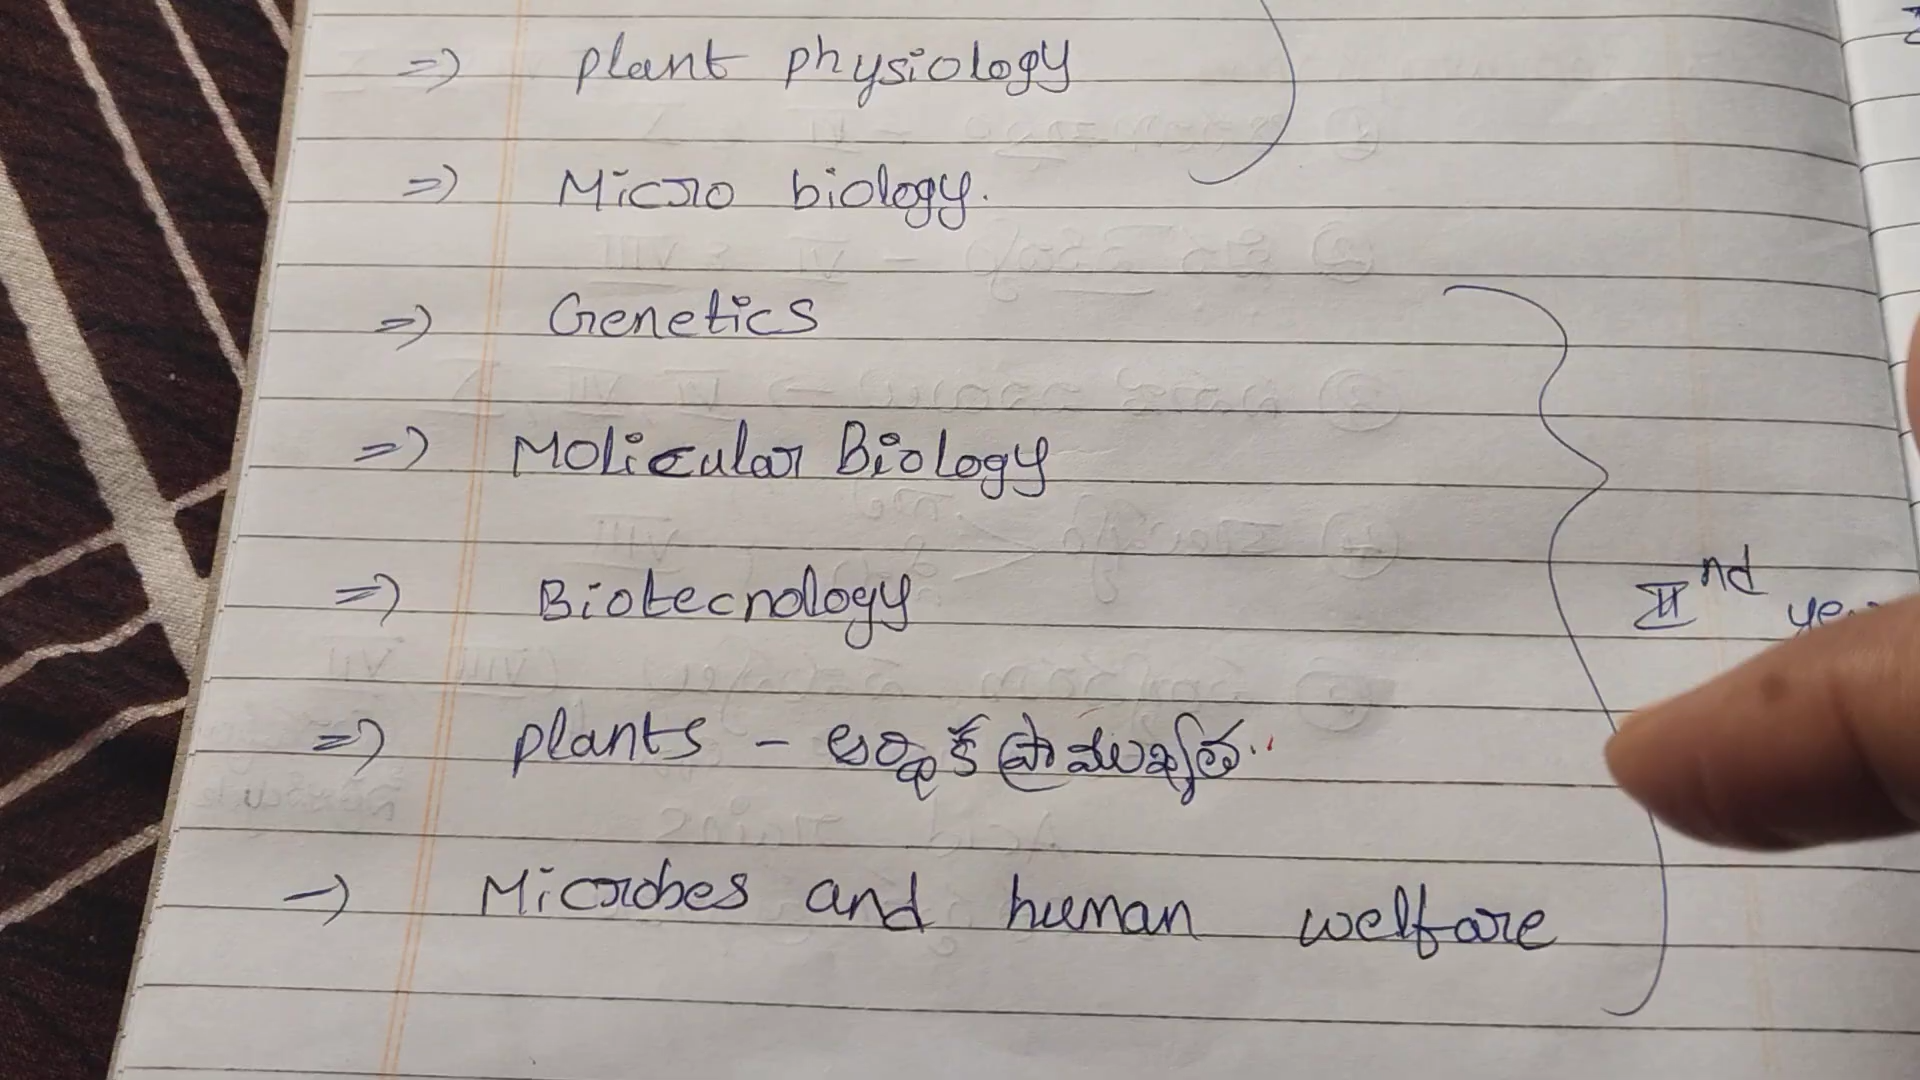 => plant physiology
=> Micro biology.
=> Genetics
=> Molicular Biology
=> Biotecnology
II nd
=> plants - ఆర్థిక ప్రాముఖ్యత..
-> Microbes and human welfare